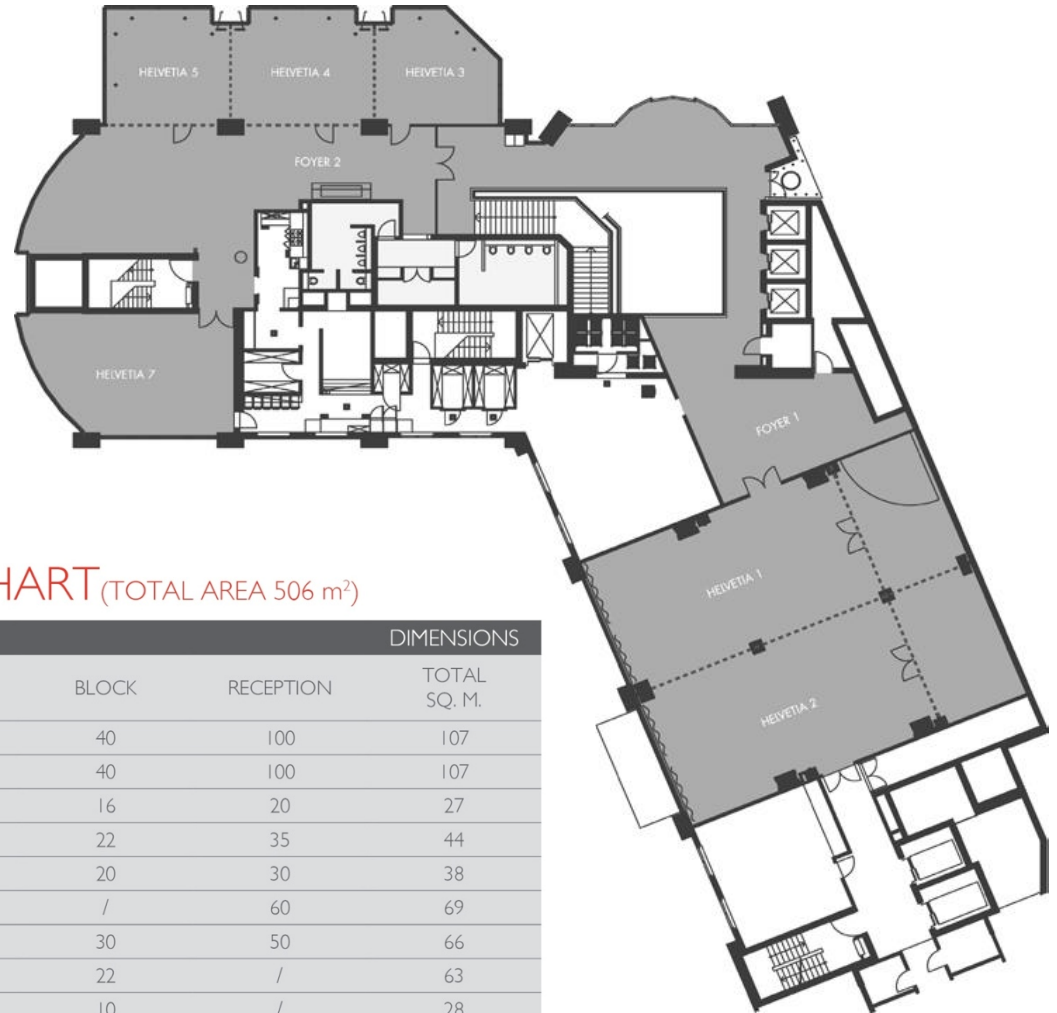 HELVETIA 5
HELVETIA 4
HELVETIA 3
FOYER 2
HELVETIA 7
FOYER 1
HELVETIA 1
HELVETIA 2
HART (TOTAL AREA 506 m²)
DIMENSIONS
BLOCK RECEPTION TOTAL SQ. M.
40 100 107
40 100 107
16 20 27
22 35 44
20 30 38
/ 60 69
30 50 66
22 / 63
10 / 28